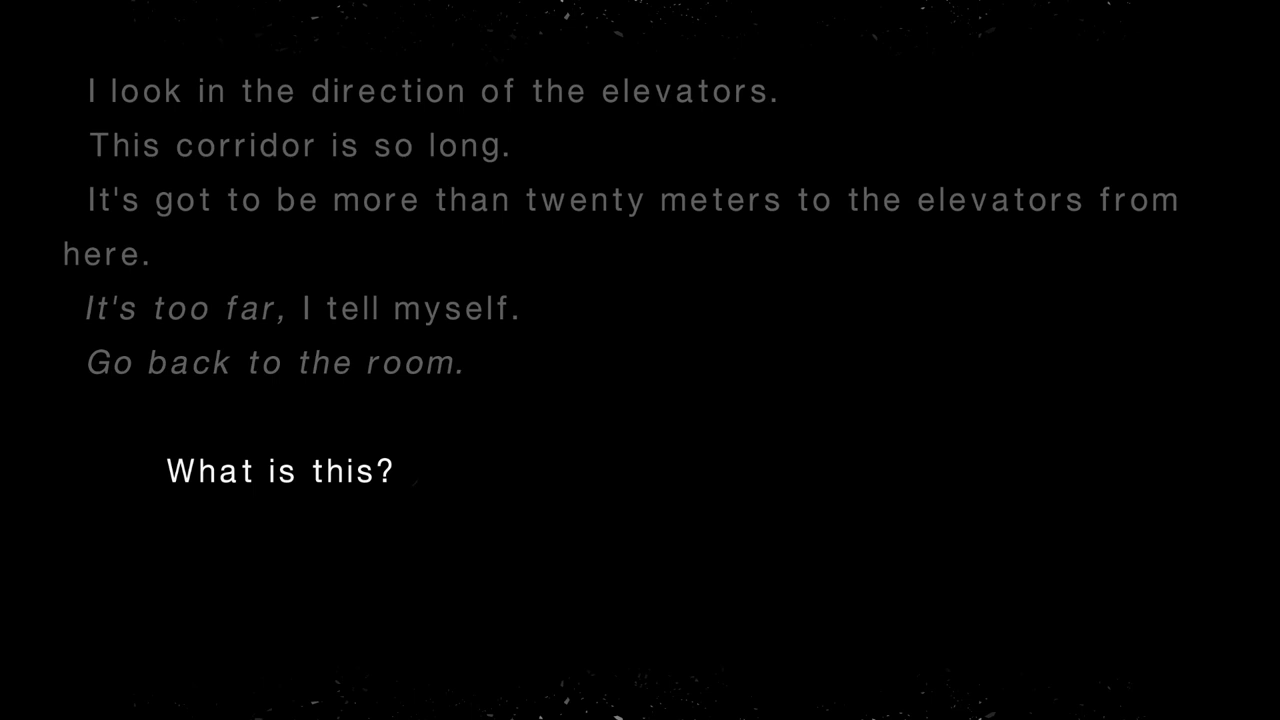 I look in the direction of the elevators.
This corridor is so long.
It's got to be more than twenty meters to the elevators from
here.
It's too far, I tell myself.
Go back to the room.
What is this?